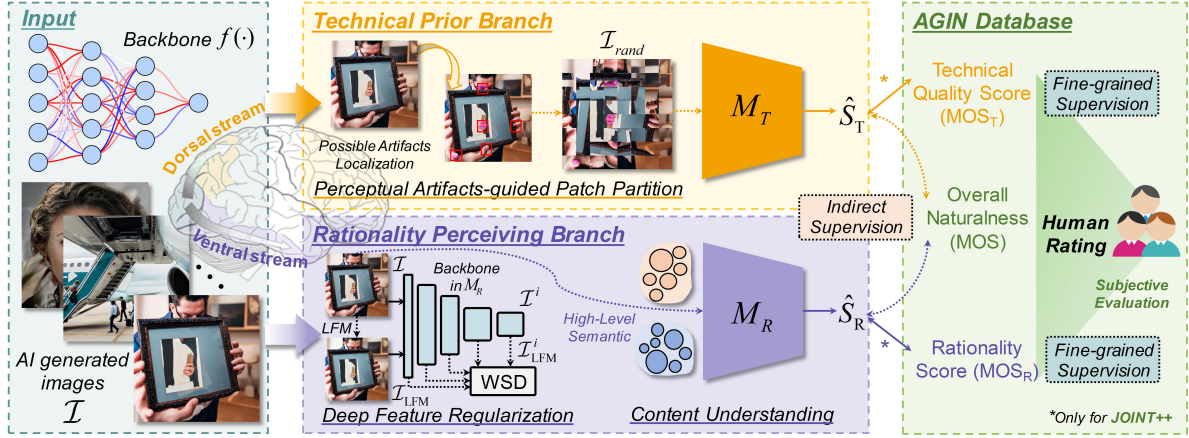 Input
Backbone f(·)
Dorsal stream
Ventral stream
AI generated
images
I
Technical Prior Branch
I_rand
Possible Artifacts
Localization
Perceptual Artifacts-guided Patch Partition
M_T
Ŝ_T
Rationality Perceiving Branch
I
Backbone
in M_R
I^i
LFM
I^i_LFM
I_LFM
WSD
Deep Feature Regularization
High-Level
Semantic
M_R
Ŝ_R
Content Understanding
Indirect
Supervision
AGIN Database
*
Technical
Quality Score
(MOS_T)
Fine-grained
Supervision
Overall
Naturalness
(MOS)
Human
Rating
Subjective
Evaluation
*
Rationality
Score (MOS_R)
Fine-grained
Supervision
*Only for JOINT++